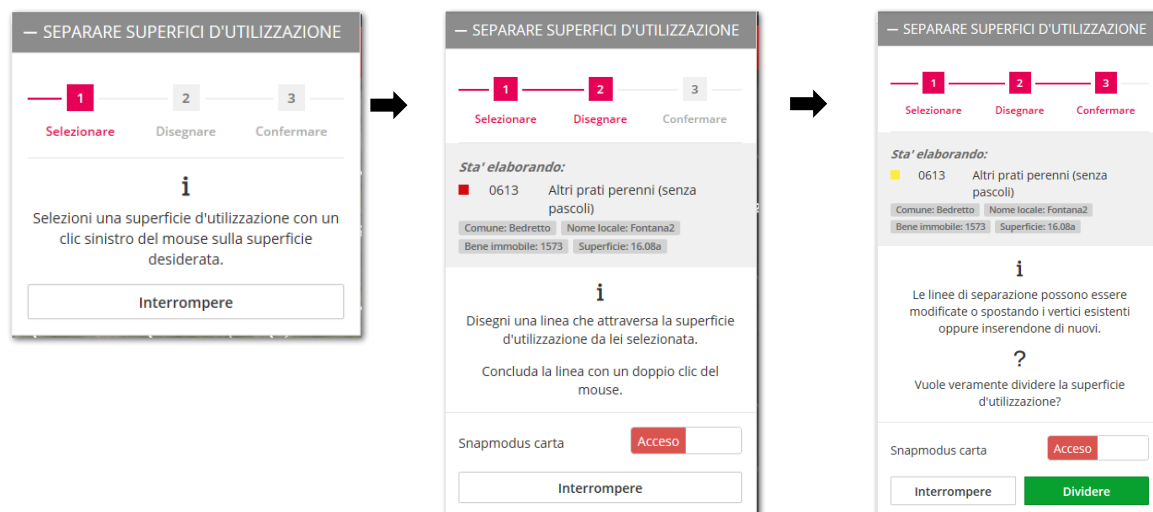 — SEPARARE SUPERFICI D'UTILIZZAZIONE
1 2 3
Selezionare Disegnare Confermare
i
Selezioni una superficie d'utilizzazione con un
clic sinistro del mouse sulla superficie
desiderata.
Interrompere
— SEPARARE SUPERFICI D'UTILIZZAZIONE
1 2 3
Selezionare Disegnare Confermare
Sta' elaborando:
0613 Altri prati perenni (senza
pascoli)
Comune: Bedretto Nome locale: Fontana2
Bene immobile: 1573 Superficie: 16.08a
i
Disegni una linea che attraversa la superficie
d'utilizzazione da lei selezionata.
Concluda la linea con un doppio clic del
mouse.
Snapmodus carta Acceso
Interrompere
— SEPARARE SUPERFICI D'UTILIZZAZIONE
1 2 3
Selezionare Disegnare Confermare
Sta' elaborando:
0613 Altri prati perenni (senza
pascoli)
Comune: Bedretto Nome locale: Fontana2
Bene immobile: 1573 Superficie: 16.08a
i
Le linee di separazione possono essere
modificate o spostando i vertici esistenti
oppure inserendone di nuovi.
?
Vuole veramente dividere la superficie
d'utilizzazione?
Snapmodus carta Acceso
Interrompere Dividere